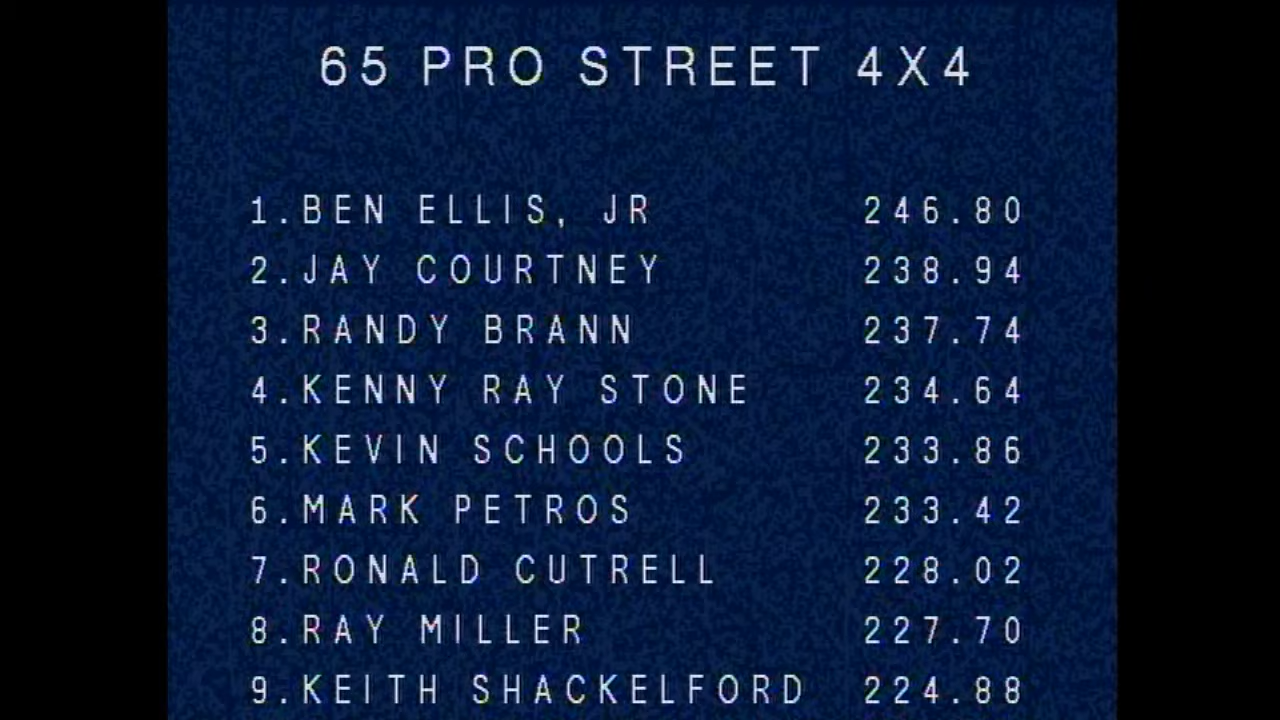 65 PRO STREET 4X4
1.BEN ELLIS, JR 246.80
2.JAY COURTNEY 238.94
3.RANDY BRANN 237.74
4.KENNY RAY STONE 234.64
5.KEVIN SCHOOLS 233.86
6.MARK PETROS 233.42
7.RONALD CUTRELL 228.02
8.RAY MILLER 227.70
9.KEITH SHACKELFORD 224.88